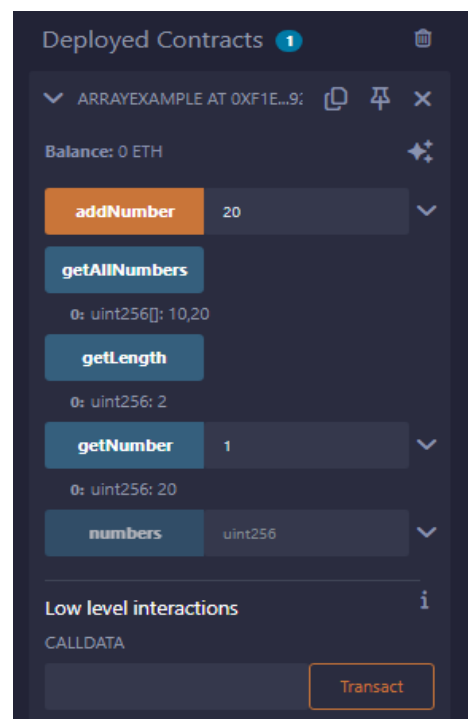 Deployed Contracts 1
ARRAYEXAMPLE AT 0XF1E...92
Balance: 0 ETH
addNumber 20
getAllNumbers
0: uint256[]: 10,20
getLength
0: uint256: 2
getNumber 1
0: uint256: 20
numbers uint256
Low level interactions i
CALLDATA
Transact